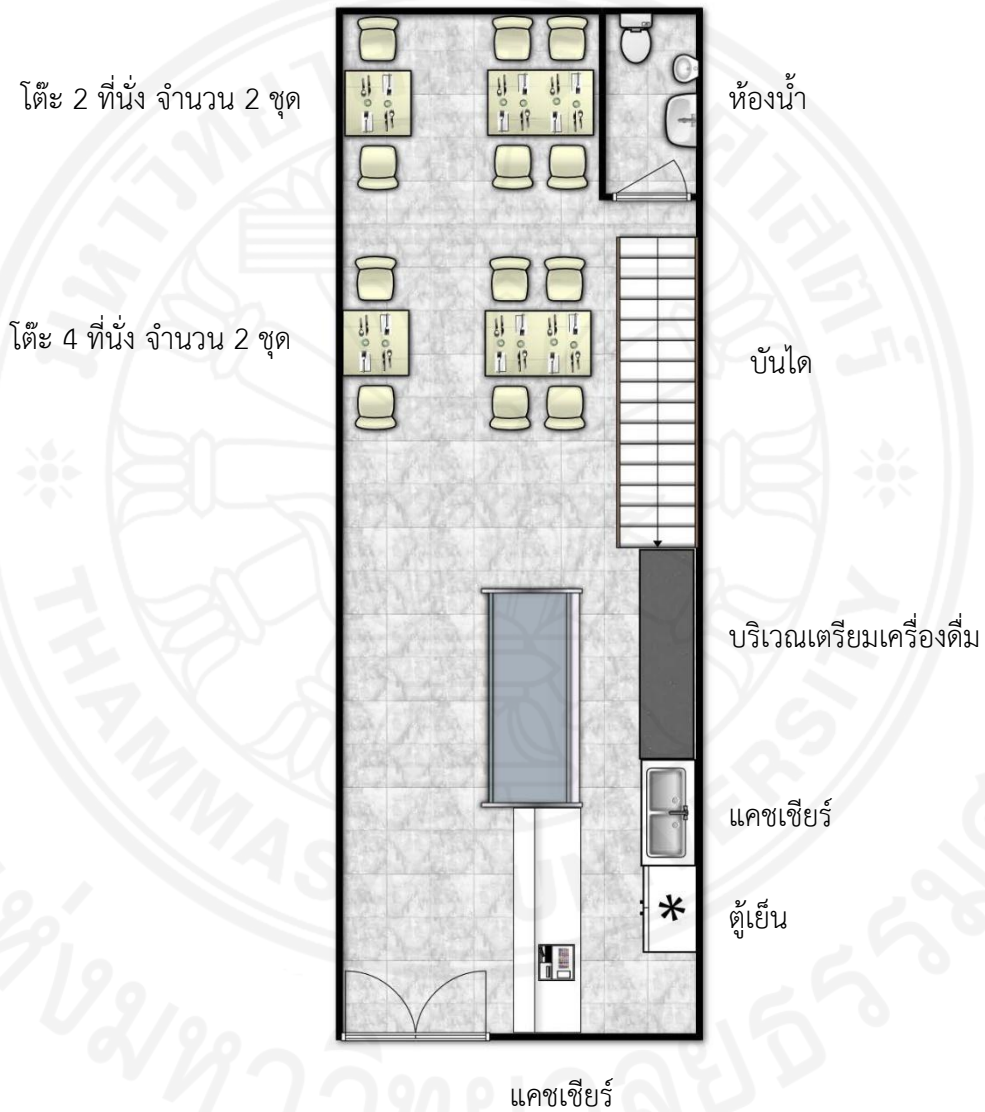 โต๊ะ 2 ที่นั่ง จำนวน 2 ชุด
ห้องน้ำ
โต๊ะ 4 ที่นั่ง จำนวน 2 ชุด
บันได
บริเวณเตรียมเครื่องดื่ม
แคชเชียร์
ตู้เย็น
แคชเชียร์
THAMMASAT UNIVERSITY